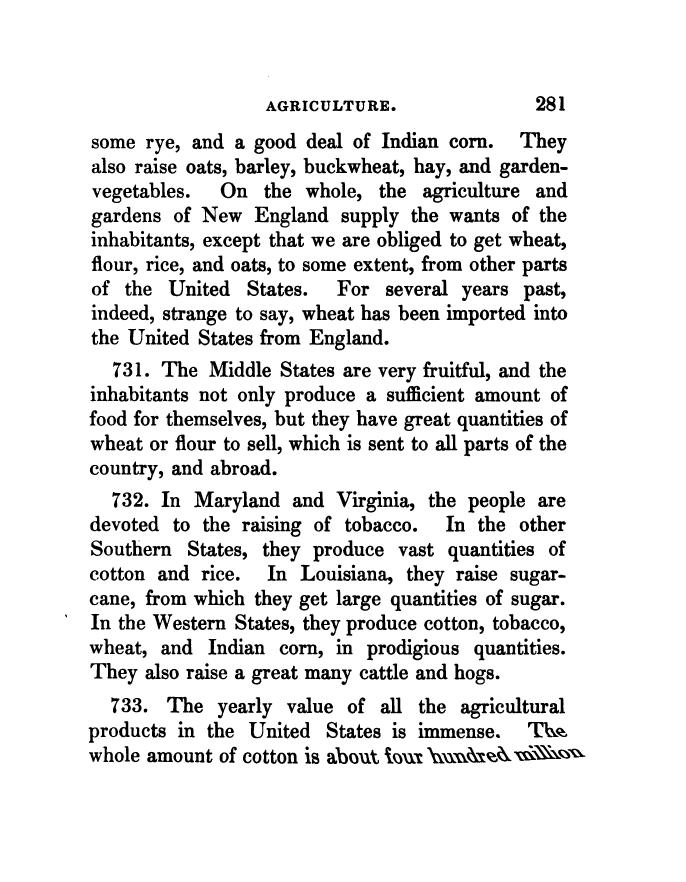 AGRICULTURE. 281
some rye, and a good deal of Indian corn. They
also raise oats, barley, buckwheat, hay, and garden-
vegetables. On the whole, the agriculture and
gardens of New England supply the wants of the
inhabitants, except that we are obliged to get wheat,
flour, rice, and oats, to some extent, from other parts
of the United States. For several years past,
indeed, strange to say, wheat has been imported into
the United States from England.
731. The Middle States are very fruitful, and the
inhabitants not only produce a sufficient amount of
food for themselves, but they have great quantities of
wheat or flour to sell, which is sent to all parts of the
country, and abroad.
732. In Maryland and Virginia, the people are
devoted to the raising of tobacco. In the other
Southern States, they produce vast quantities of
cotton and rice. In Louisiana, they raise sugar-
cane, from which they get large quantities of sugar.
In the Western States, they produce cotton, tobacco,
wheat, and Indian corn, in prodigious quantities.
They also raise a great many cattle and hogs.
733. The yearly value of all the agricultural
products in the United States is immense. The
whole amount of cotton is about four hundred million